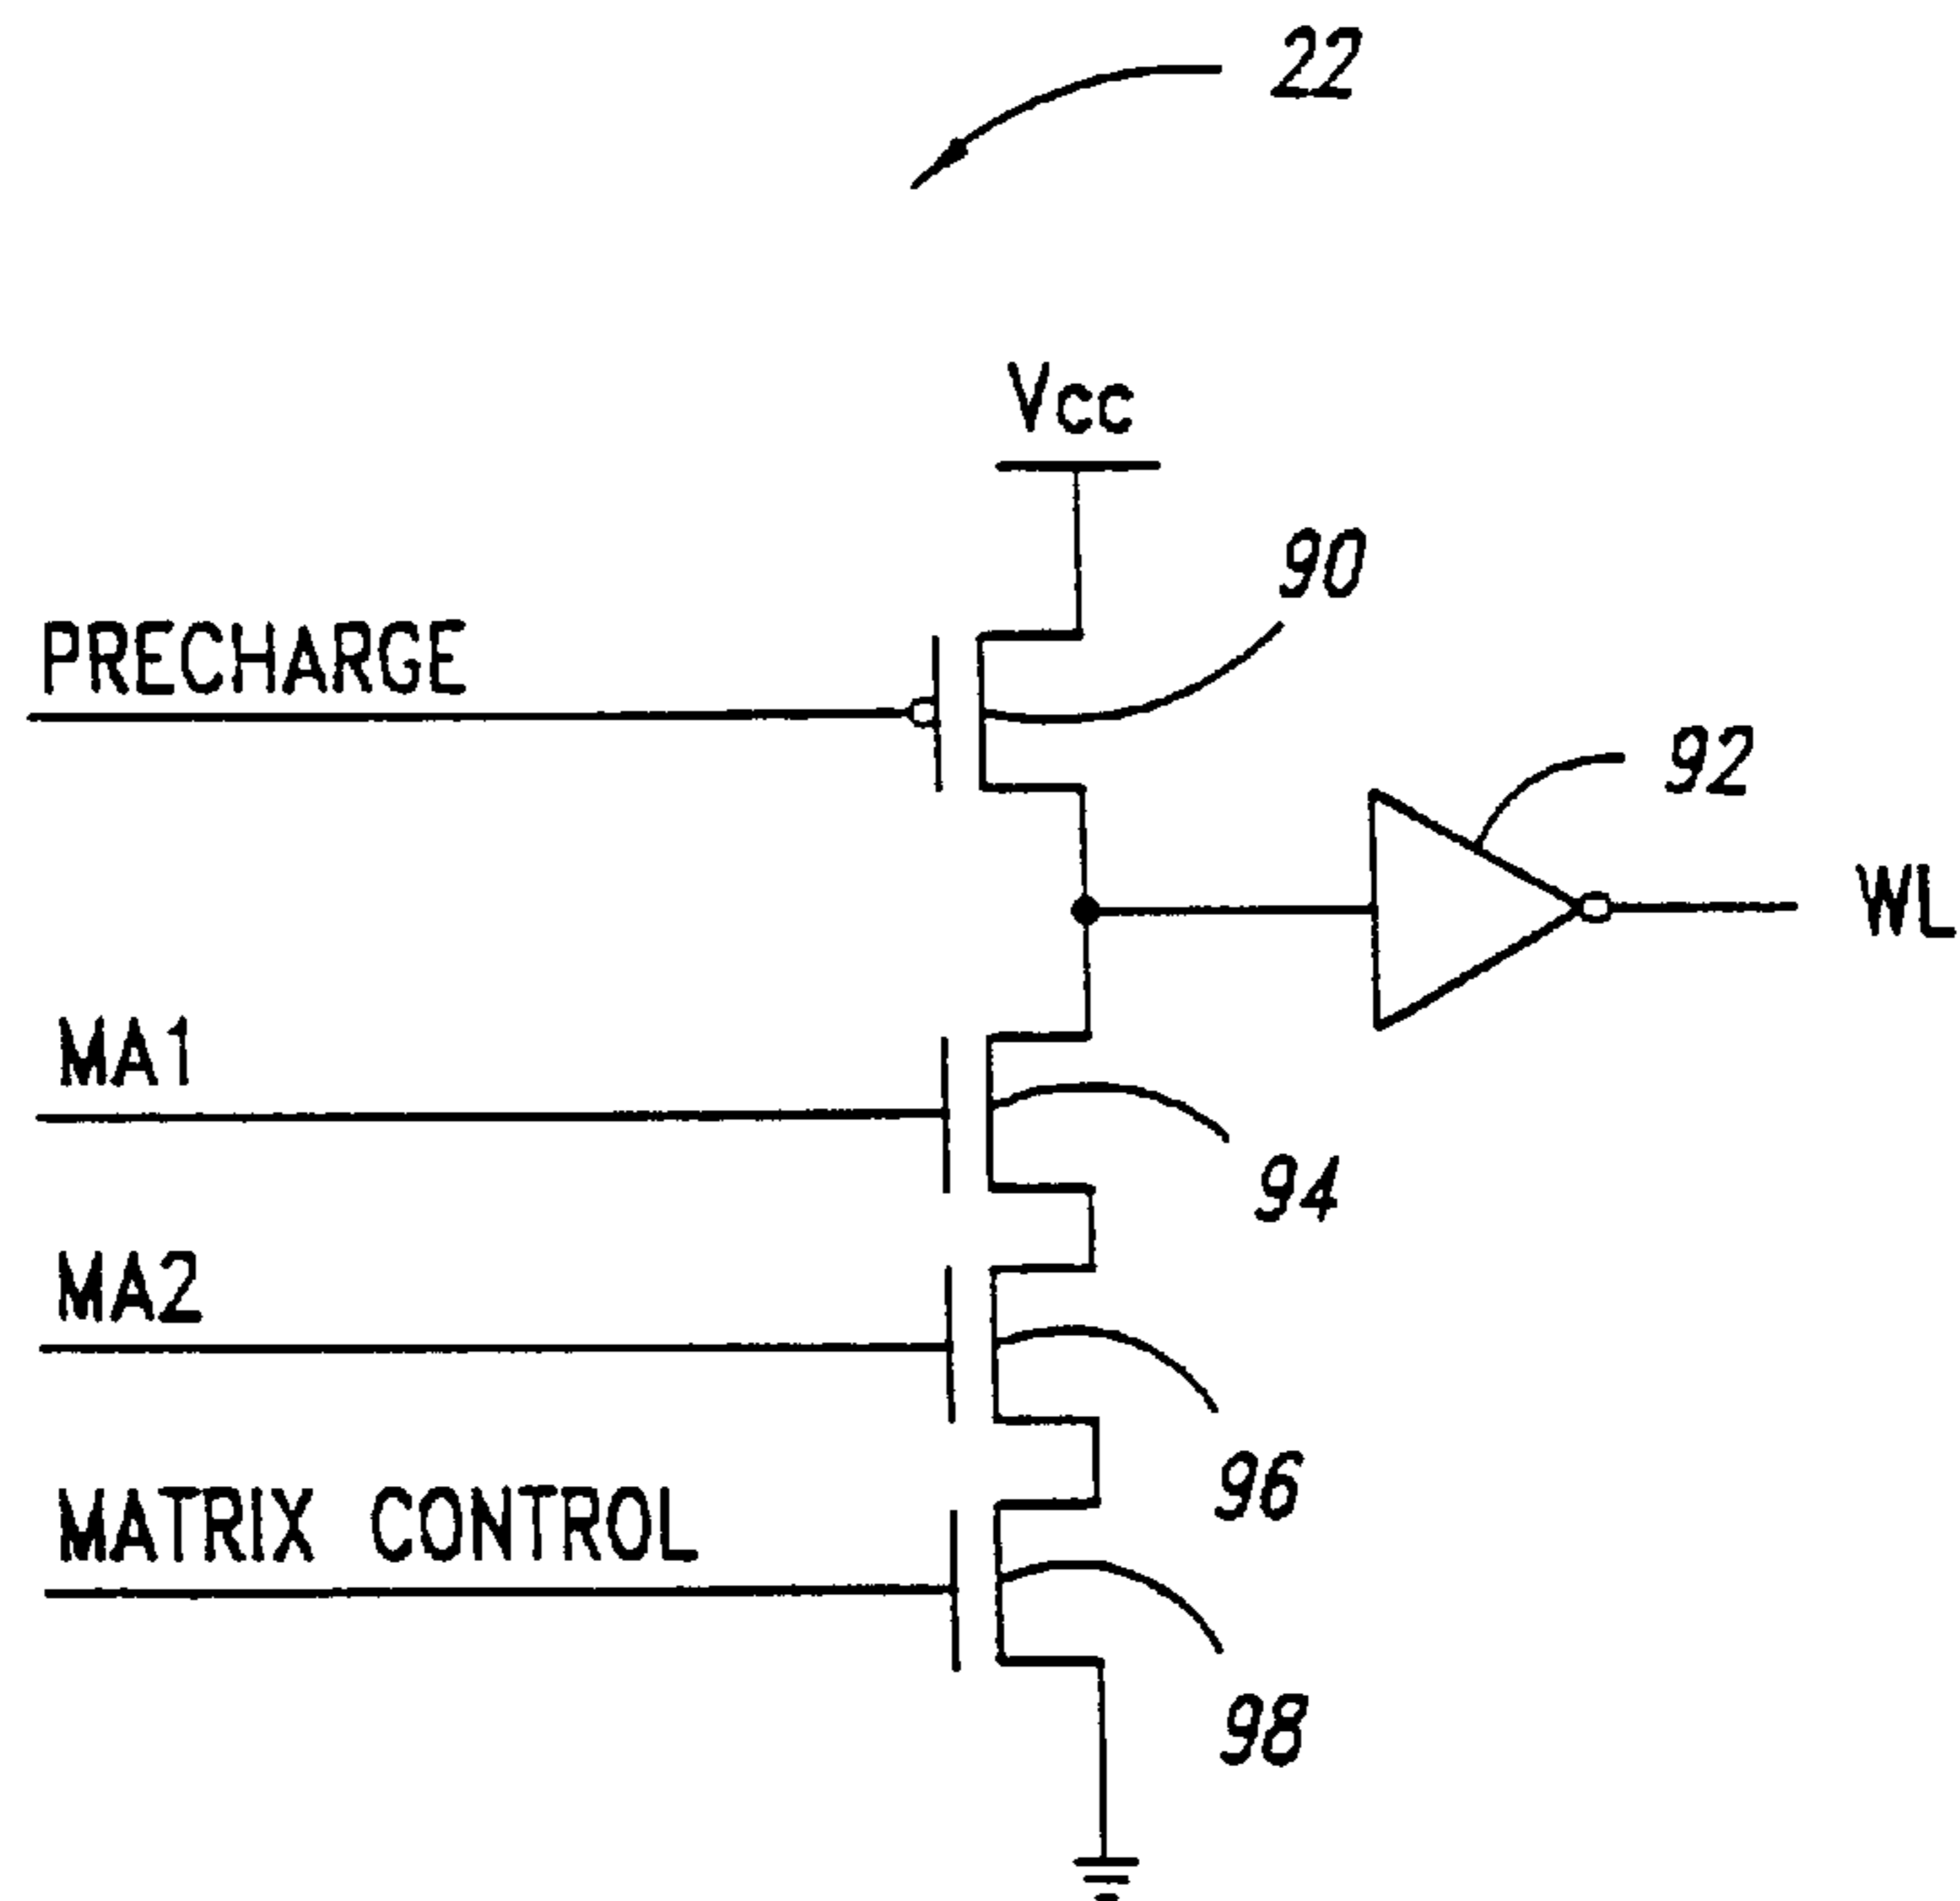 22
Vcc
90
PRECHARGE
92
WL
MA1
94
MA2
96
MATRIX CONTROL
98